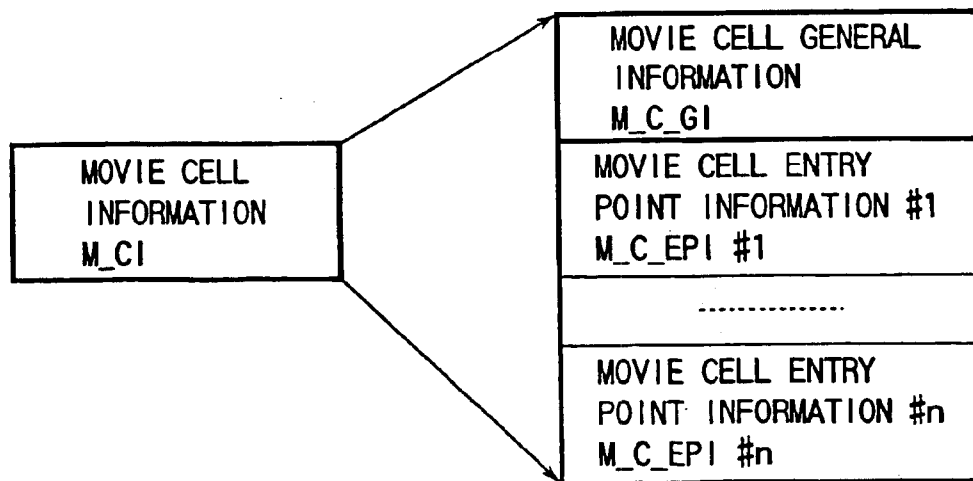 MOVIE CELL
INFORMATION
M_CI
MOVIE CELL GENERAL
INFORMATION
M_C_GI
MOVIE CELL ENTRY
POINT INFORMATION #1
M_C_EPI #1
---------------
MOVIE CELL ENTRY
POINT INFORMATION #n
M_C_EPI #n